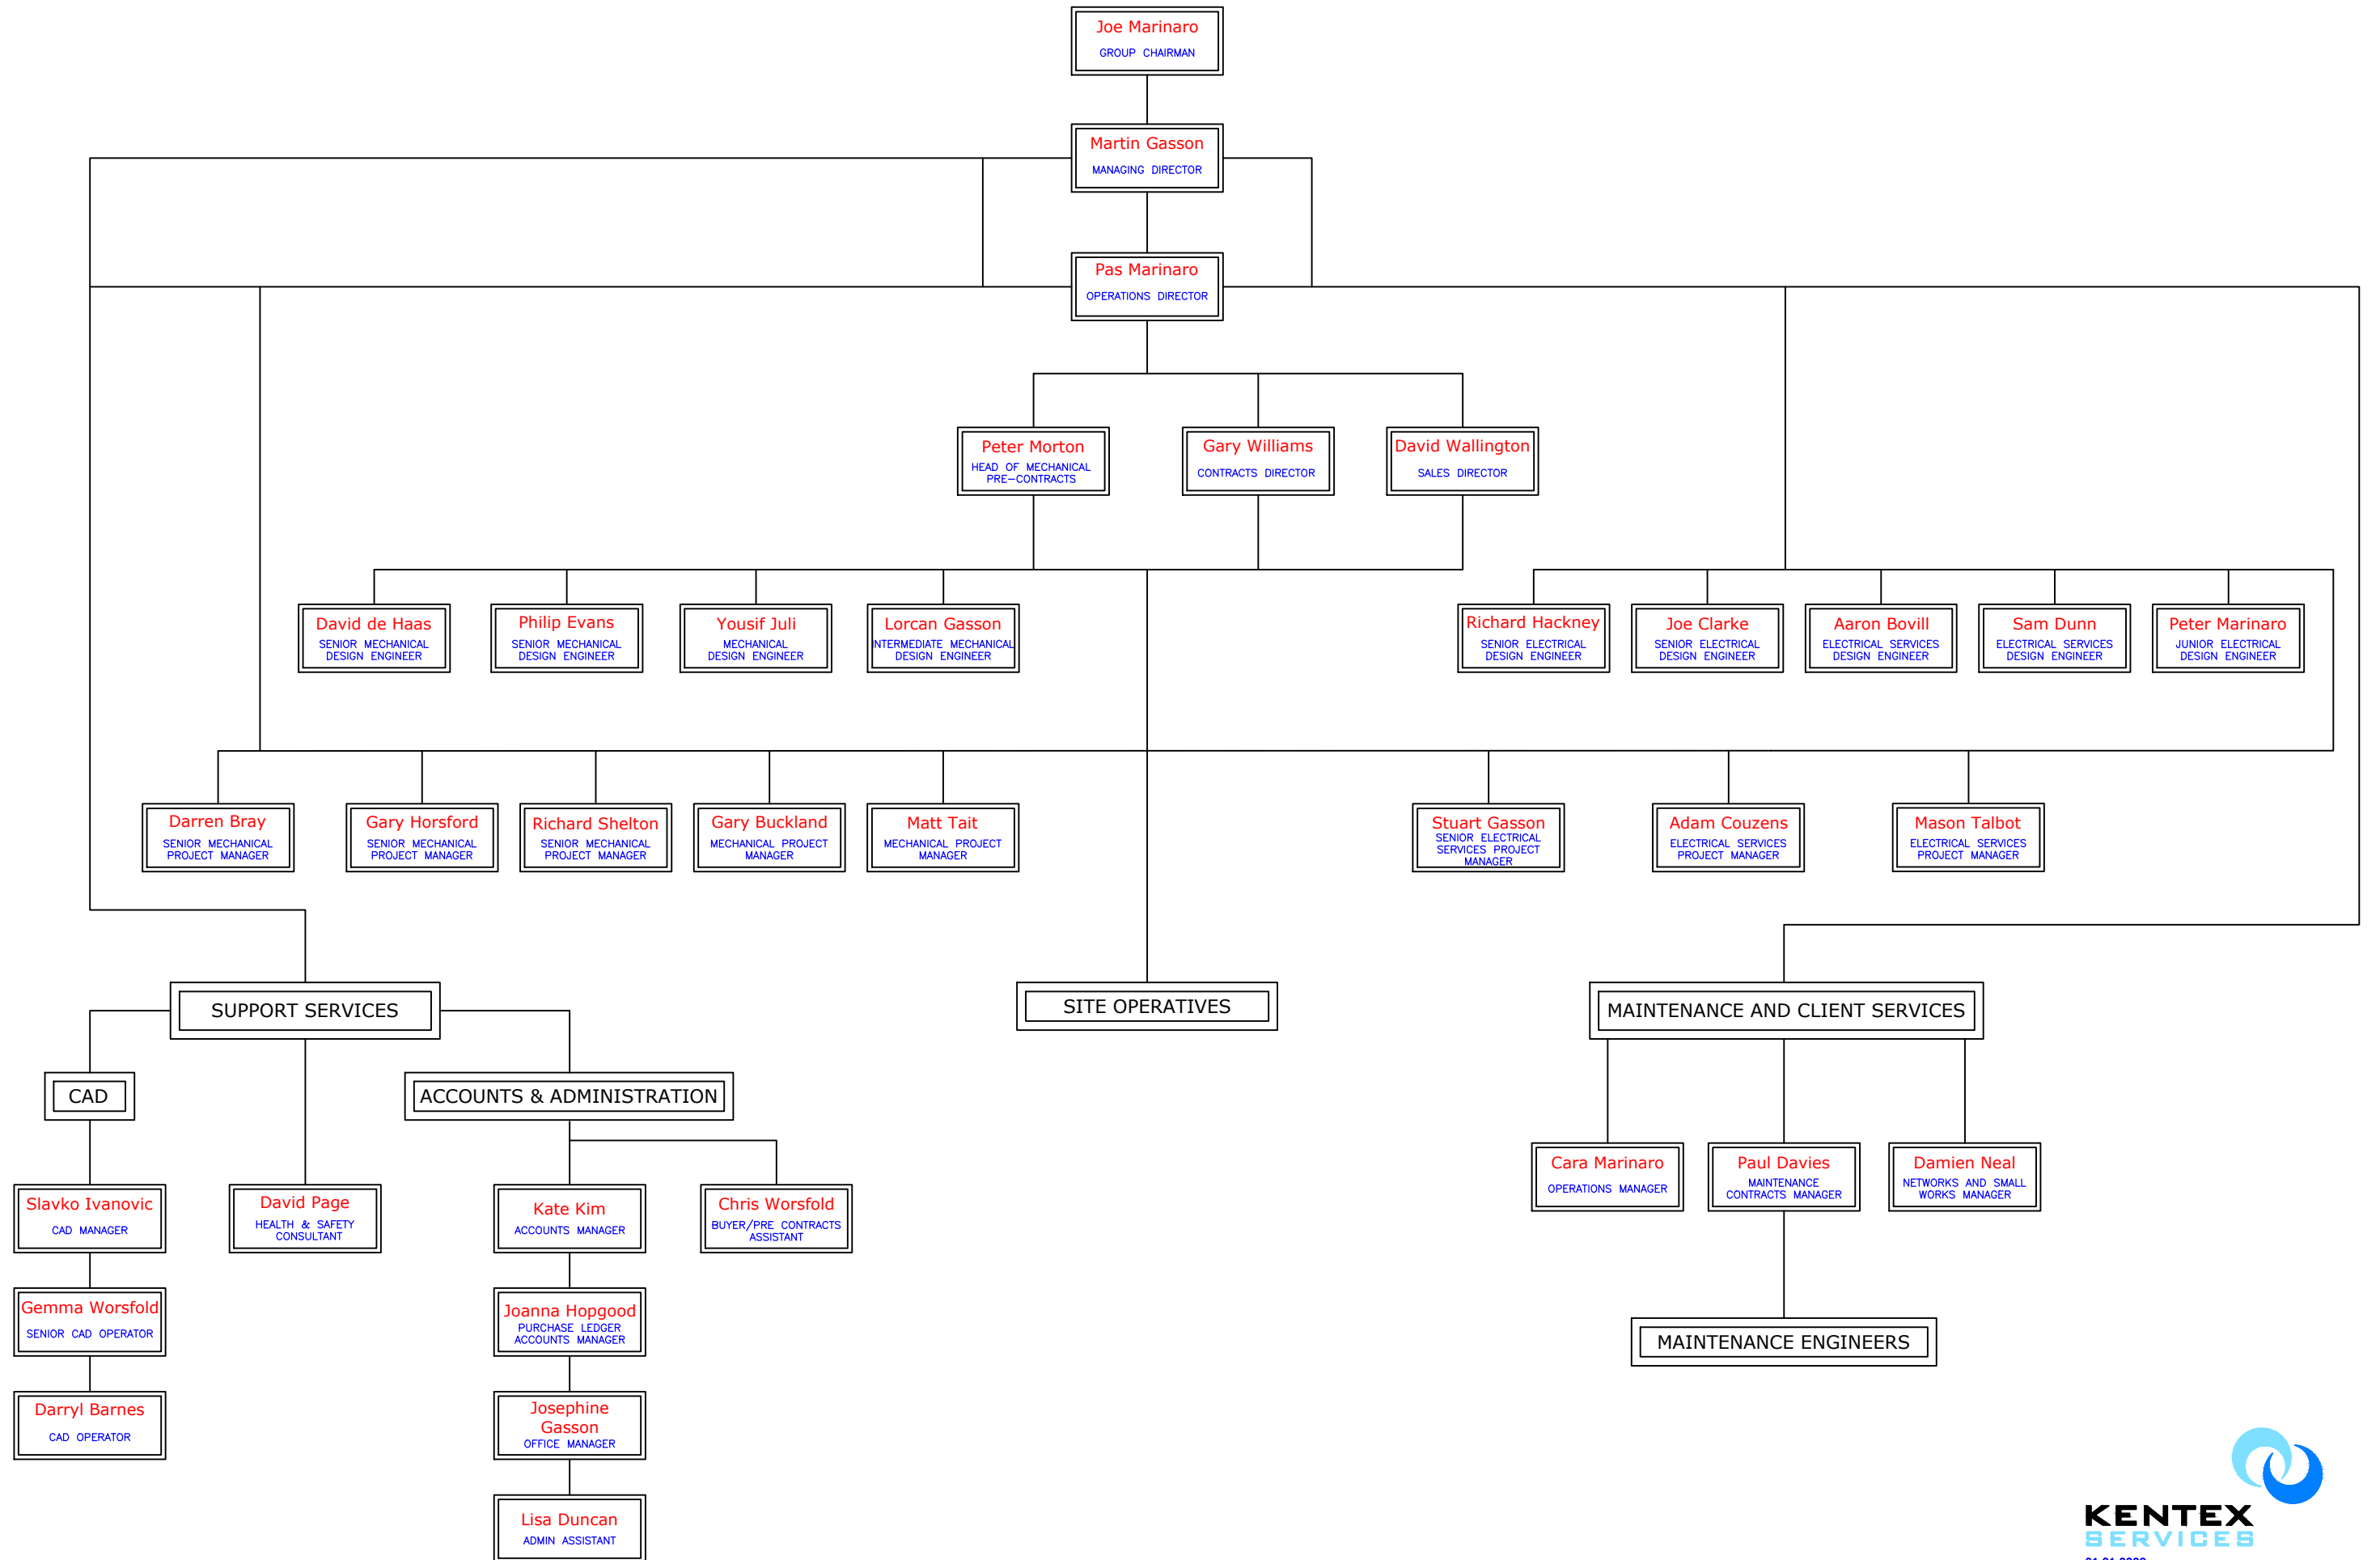 Joe Marinaro
GROUP CHAIRMAN
Martin Gasson
MANAGING DIRECTOR
Pas Marinaro
OPERATIONS DIRECTOR
Peter Morton
HEAD OF MECHANICAL
PRE-CONTRACTS
Gary Williams
CONTRACTS DIRECTOR
David Wallington
SALES DIRECTOR
David de Haas
SENIOR MECHANICAL
DESIGN ENGINEER
Philip Evans
SENIOR MECHANICAL
DESIGN ENGINEER
Yousif Juli
MECHANICAL
DESIGN ENGINEER
Lorcan Gasson
INTERMEDIATE MECHANICAL
DESIGN ENGINEER
Richard Hackney
SENIOR ELECTRICAL
DESIGN ENGINEER
Joe Clarke
SENIOR ELECTRICAL
DESIGN ENGINEER
Aaron Bovill
ELECTRICAL SERVICES
DESIGN ENGINEER
Sam Dunn
ELECTRICAL SERVICES
DESIGN ENGINEER
Peter Marinaro
JUNIOR ELECTRICAL
DESIGN ENGINEER
Darren Bray
SENIOR MECHANICAL
PROJECT MANAGER
Gary Horsford
SENIOR MECHANICAL
PROJECT MANAGER
Richard Shelton
SENIOR MECHANICAL
PROJECT MANAGER
Gary Buckland
MECHANICAL PROJECT
MANAGER
Matt Tait
MECHANICAL PROJECT
MANAGER
Stuart Gasson
SENIOR ELECTRICAL
SERVICES PROJECT
MANAGER
Adam Couzens
ELECTRICAL SERVICES
PROJECT MANAGER
Mason Talbot
ELECTRICAL SERVICES
PROJECT MANAGER
SUPPORT SERVICES
SITE OPERATIVES
MAINTENANCE AND CLIENT SERVICES
CAD
ACCOUNTS & ADMINISTRATION
Cara Marinaro
OPERATIONS MANAGER
Paul Davies
MAINTENANCE
CONTRACTS MANAGER
Damien Neal
NETWORKS AND SMALL
WORKS MANAGER
Slavko Ivanovic
CAD MANAGER
David Page
HEALTH & SAFETY
CONSULTANT
Kate Kim
ACCOUNTS MANAGER
Chris Worsfold
BUYER/PRE CONTRACTS
ASSISTANT
Gemma Worsfold
SENIOR CAD OPERATOR
Joanna Hopgood
PURCHASE LEDGER
ACCOUNTS MANAGER
MAINTENANCE ENGINEERS
Darryl Barnes
CAD OPERATOR
Josephine
Gasson
OFFICE MANAGER
Lisa Duncan
ADMIN ASSISTANT
KENTEX
SERVICES